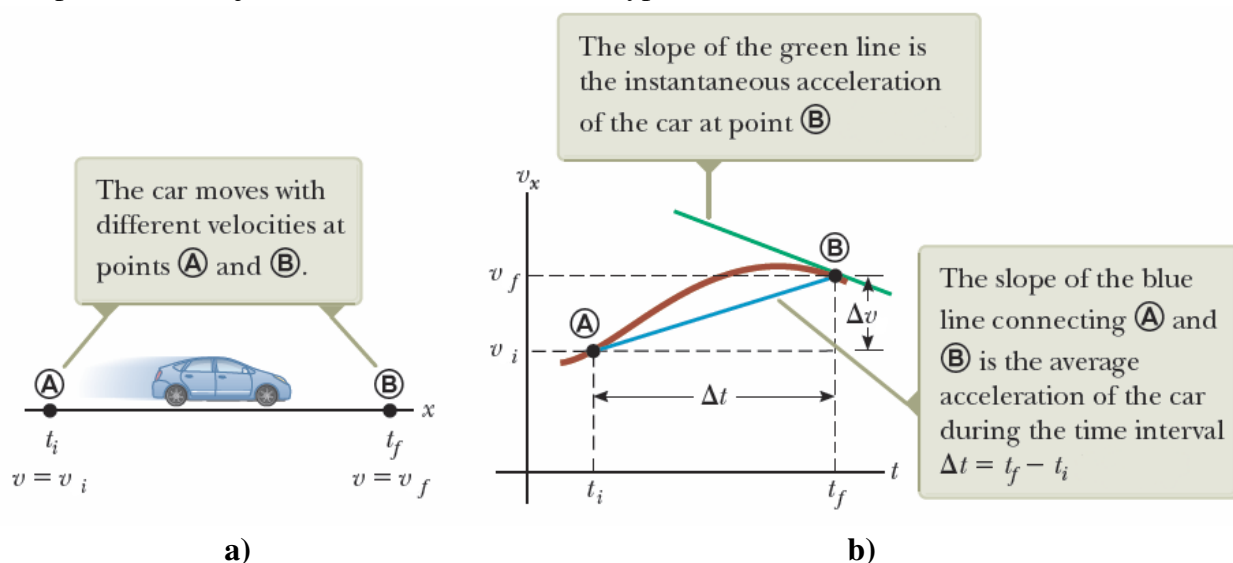 The slope of the green line is
the instantaneous acceleration
of the car at point Ⓑ
The car moves with
different velocities at
points Ⓐ and Ⓑ.
Ⓐ
Ⓑ
x
t_i
t_f
v = v_i
v = v_f
a)
v_x
Ⓑ
v_f
Δv
Ⓐ
v_i
Δt
t
t_i
t_f
The slope of the blue
line connecting Ⓐ and
Ⓑ is the average
acceleration of the car
during the time interval
Δt = t_f − t_i
b)